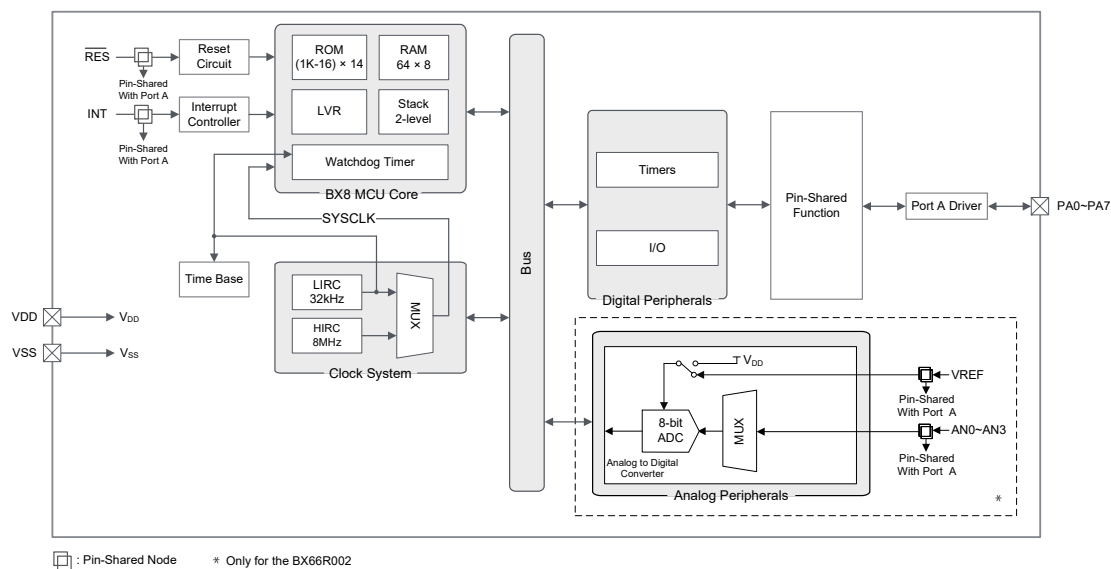 RES
Pin-Shared
With Port A
Reset
Circuit
INT
Pin-Shared
With Port A
Interrupt
Controller
ROM
(1K-16) × 14
RAM
64 × 8
LVR
Stack
2-level
Watchdog Timer
BX8 MCU Core
SYSCLK
Time Base
LIRC
32kHz
HIRC
8MHz
MUX
Clock System
VDD
VDD
VSS
VSS
Bus
Timers
I/O
Digital Peripherals
Pin-Shared
Function
Port A Driver
PA0~PA7
VDD
8-bit
ADC
MUX
Analog to Digital
Converter
Analog Peripherals
VREF
Pin-Shared
With Port A
AN0~AN3
Pin-Shared
With Port A
*
: Pin-Shared Node
* Only for the BX66R002